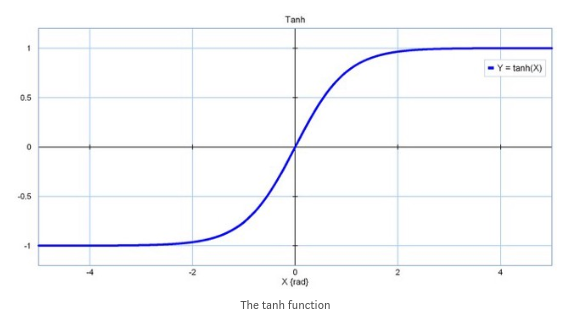 Tanh
1
Y = tanh(X)
0.5
0
-0.5
-1
-4 -2 0 2 4
X (rad)
The tanh function